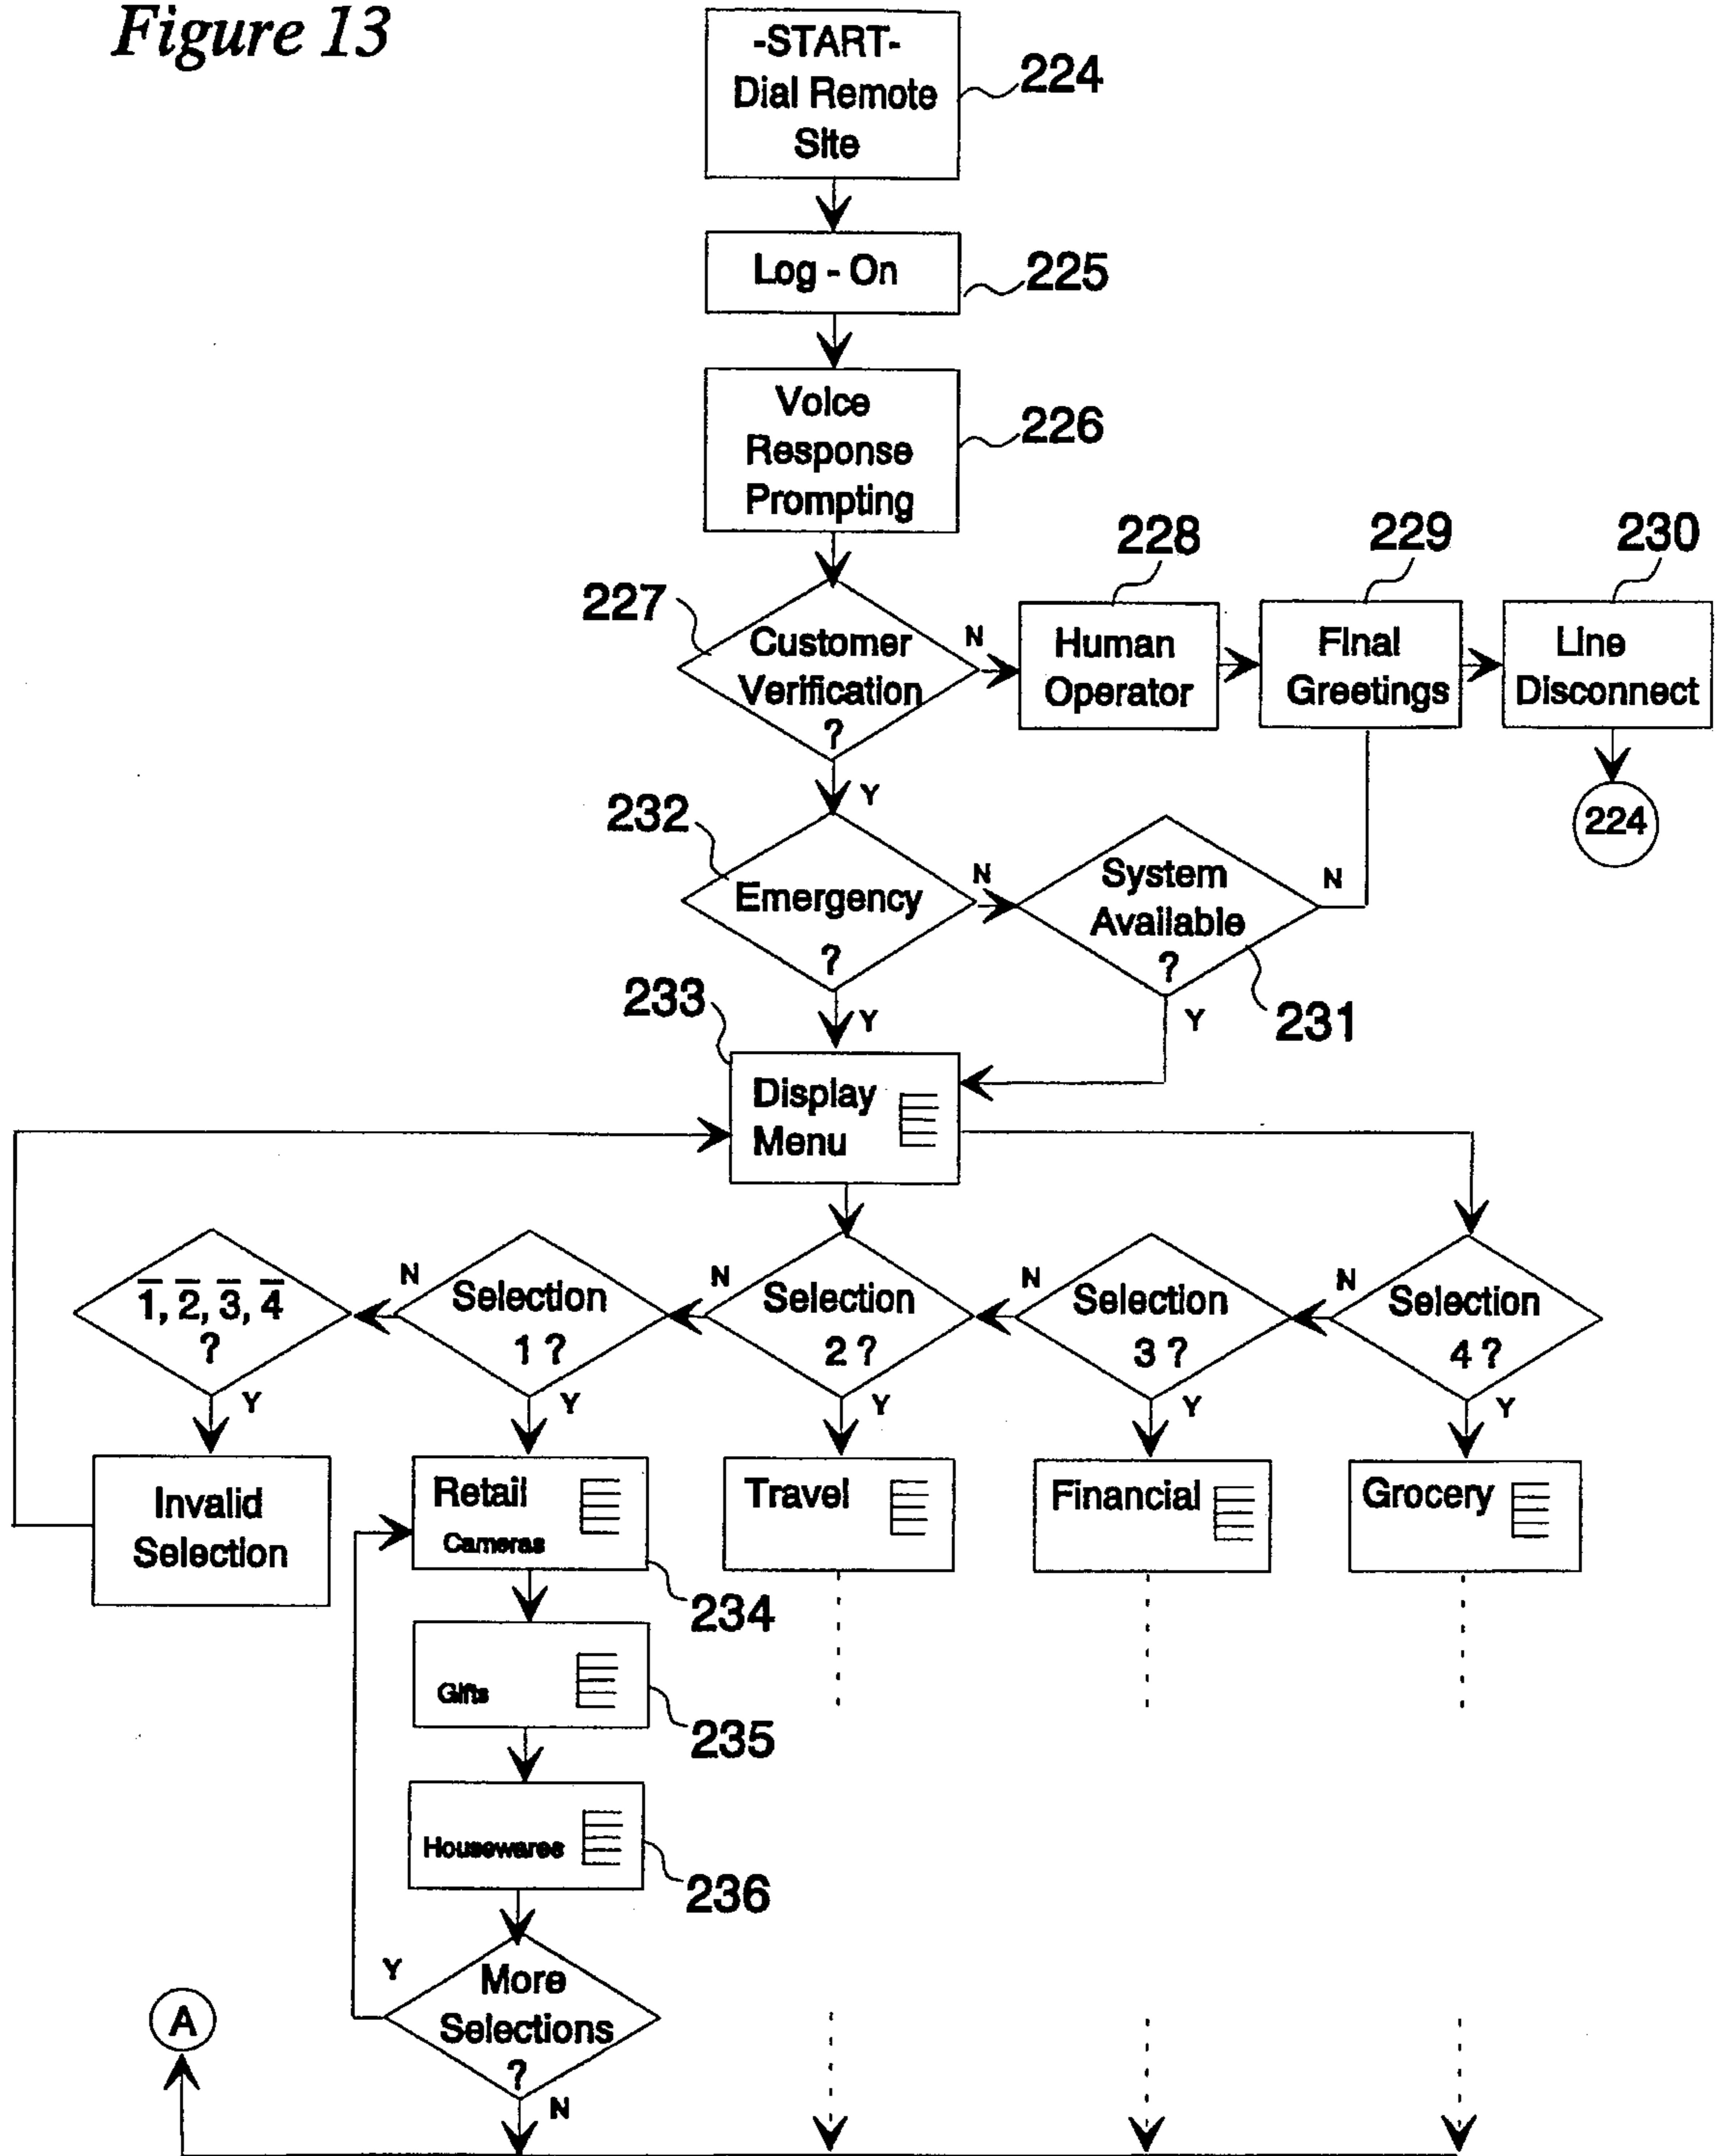 Figure 13
-START-
Dial Remote
Site
224
Log - On
225
Voice
Response
Prompting
226
227
Customer
Verification
?
N
Y
228
Human
Operator
229
Final
Greetings
230
Line
Disconnect
224
232
Emergency
?
N
Y
System
Available
?
N
Y
231
233
Display
Menu
1̅, 2̅, 3̅, 4̅
?
Y
N
Selection
1 ?
Y
N
Selection
2 ?
Y
N
Selection
3 ?
Y
N
Selection
4 ?
Y
Invalid
Selection
Retail
Cameras
234
Travel
Financial
Grocery
Gifts
235
Housewares
236
Y
More
Selections
?
N
A